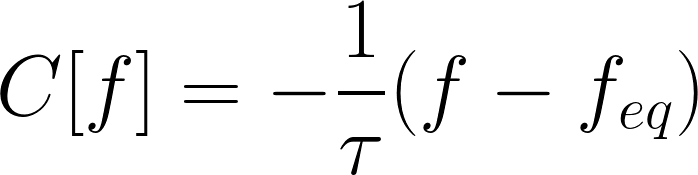 C[f] = -\frac{1}{\tau}(f - f_{eq})